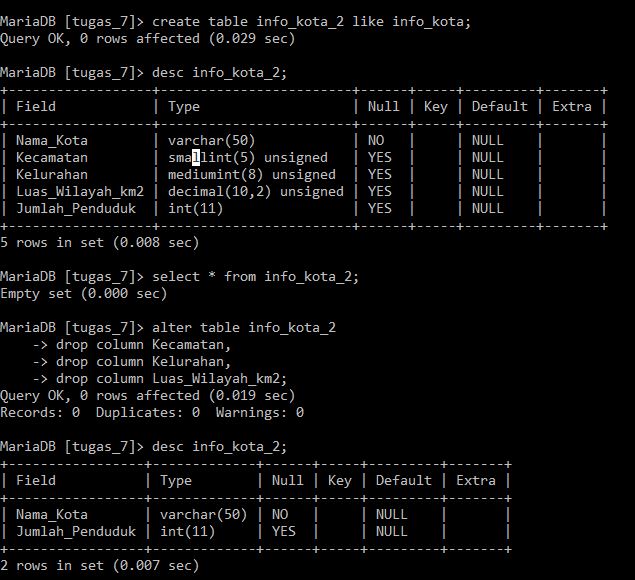 MariaDB [tugas_7]> create table info_kota_2 like info_kota;
Query OK, 0 rows affected (0.029 sec)

MariaDB [tugas_7]> desc info_kota_2;
+-----------------+-----------------------+------+-----+---------+-------+
| Field           | Type                  | Null | Key | Default | Extra |
+-----------------+-----------------------+------+-----+---------+-------+
| Nama_Kota       | varchar(50)           | NO   |     | NULL    |       |
| Kecamatan       | smallint(5) unsigned  | YES  |     | NULL    |       |
| Kelurahan       | mediumint(8) unsigned | YES  |     | NULL    |       |
| Luas_Wilayah_km2 | decimal(10,2) unsigned | YES  |     | NULL    |       |
| Jumlah_Penduduk | int(11)               | YES  |     | NULL    |       |
+-----------------+-----------------------+------+-----+---------+-------+
5 rows in set (0.008 sec)

MariaDB [tugas_7]> select * from info_kota_2;
Empty set (0.000 sec)

MariaDB [tugas_7]> alter table info_kota_2
    -> drop column Kecamatan,
    -> drop column Kelurahan,
    -> drop column Luas_Wilayah_km2;
Query OK, 0 rows affected (0.019 sec)
Records: 0  Duplicates: 0  Warnings: 0

MariaDB [tugas_7]> desc info_kota_2;
+-----------------+-------------+------+-----+---------+-------+
| Field           | Type        | Null | Key | Default | Extra |
+-----------------+-------------+------+-----+---------+-------+
| Nama_Kota       | varchar(50) | NO   |     | NULL    |       |
| Jumlah_Penduduk | int(11)     | YES  |     | NULL    |       |
+-----------------+-------------+------+-----+---------+-------+
2 rows in set (0.007 sec)